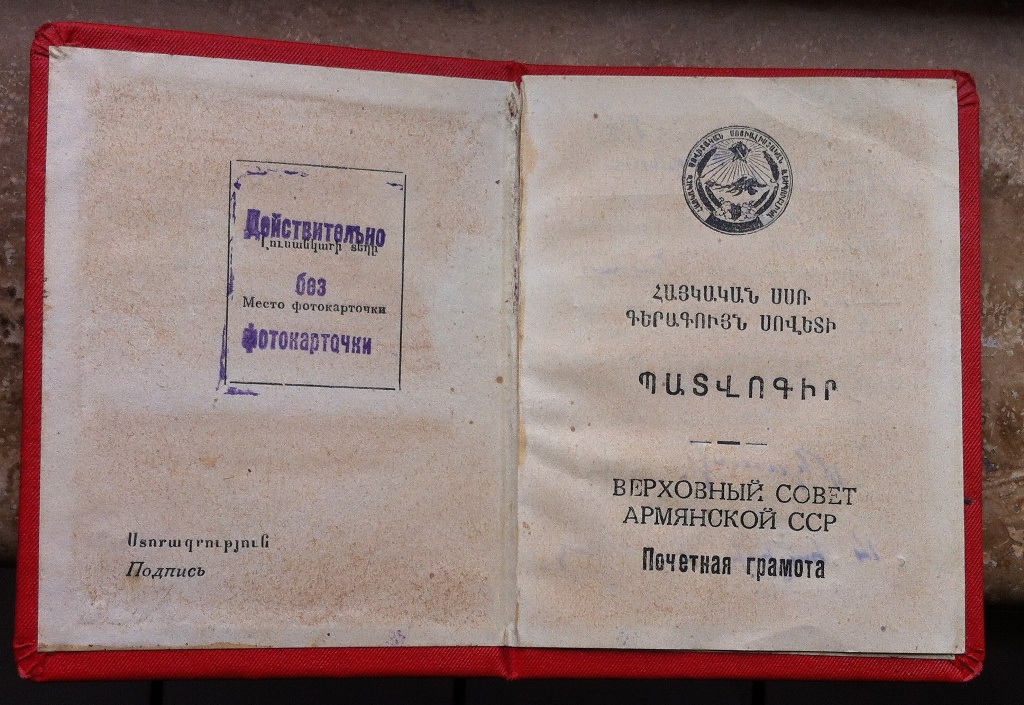 Действительно
Լուսանկարի տեղը
без
Место фотокарточки
фотокарточки
Ստորագրություն
Подпись
ՀԱՅԿԱԿԱՆ ՍՍՌ
ԳԵՐԱԳՈՒՅՆ ՍՈՎԵՏԻ
ՊԱՏՎՈԳԻՐ
ВЕРХОВНЫЙ СОВЕТ
АРМЯНСКОЙ ССР
Почетная грамота